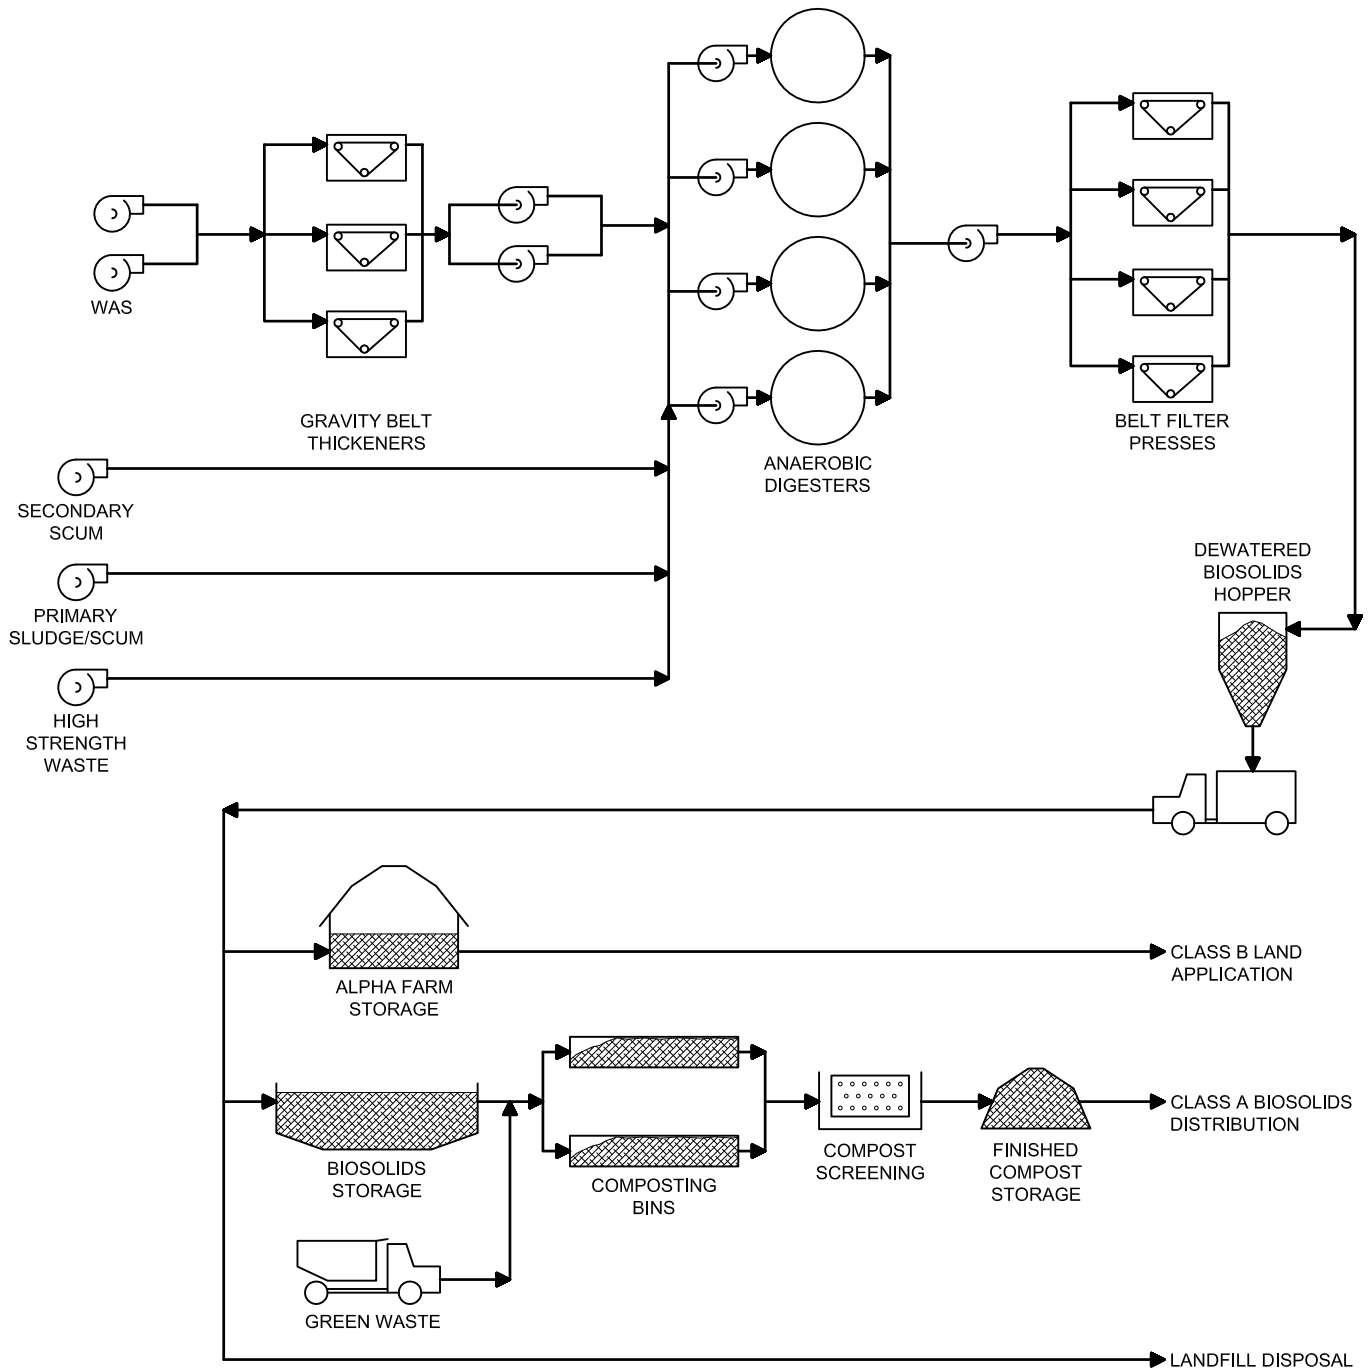 WAS
GRAVITY BELT
THICKENERS
ANAEROBIC
DIGESTERS
BELT FILTER
PRESSES
SECONDARY
SCUM
PRIMARY
SLUDGE/SCUM
HIGH
STRENGTH
WASTE
DEWATERED
BIOSOLIDS
HOPPER
ALPHA FARM
STORAGE
CLASS B LAND
APPLICATION
BIOSOLIDS
STORAGE
COMPOSTING
BINS
COMPOST
SCREENING
FINISHED
COMPOST
STORAGE
CLASS A BIOSOLIDS
DISTRIBUTION
GREEN WASTE
LANDFILL DISPOSAL